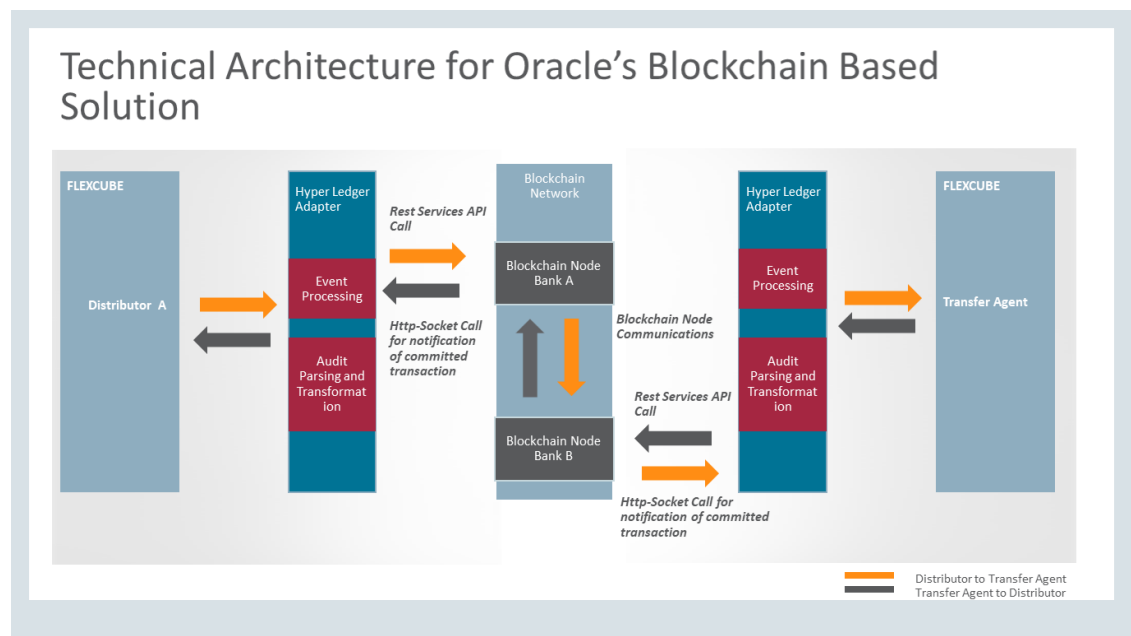 Technical Architecture for Oracle’s Blockchain Based
Solution
FLEXCUBE
Distributor A
Hyper Ledger
Adapter
Event
Processing
Audit
Parsing and
Transformat
ion
Rest Services API
Call
Http-Socket Call
for notification
of committed
transaction
Blockchain
Network
Blockchain Node
Bank A
Blockchain Node
Communications
Blockchain Node
Bank B
Rest Services API
Call
Http-Socket Call for
notification of committed
transaction
Hyper Ledger
Adapter
Event
Processing
Audit
Parsing and
Transformat
ion
FLEXCUBE
Transfer Agent
Distributor to Transfer Agent
Transfer Agent to Distributor